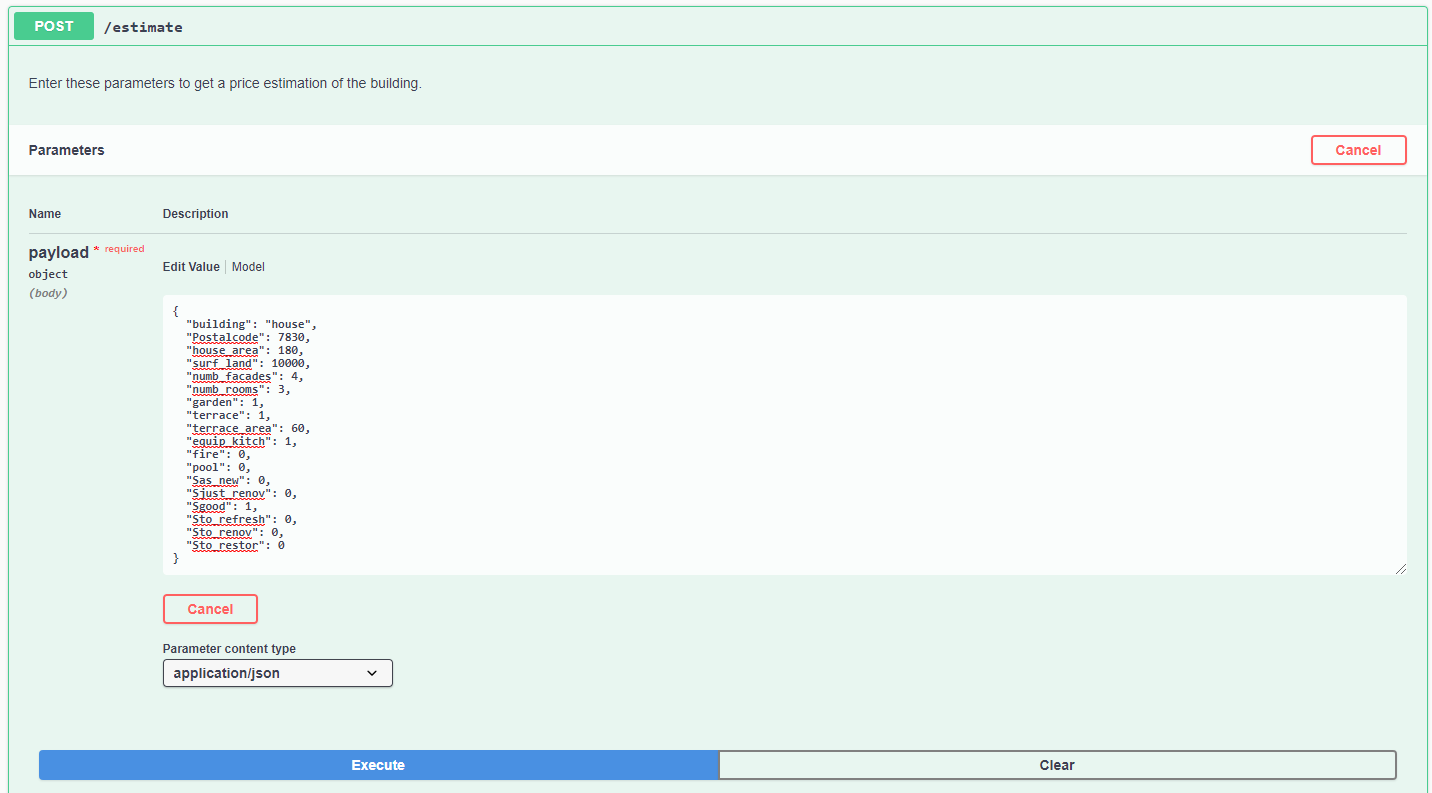 POST /estimate
Enter these parameters to get a price estimation of the building.
Parameters Cancel
Name Description
payload * required
object
(body)
Edit Value Model
{
  "building": "house",
  "Postalcode": 7830,
  "house_area": 180,
  "surf_land": 10000,
  "numb_facades": 4,
  "numb_rooms": 3,
  "garden": 1,
  "terrace": 1,
  "terrace_area": 60,
  "equip_kitch": 1,
  "fire": 0,
  "pool": 0,
  "Sas_new": 0,
  "Sjust_renov": 0,
  "Sgood": 1,
  "Sto_refresh": 0,
  "Sto_renov": 0,
  "Sto_restor": 0
}
Cancel
Parameter content type
application/json
Execute Clear